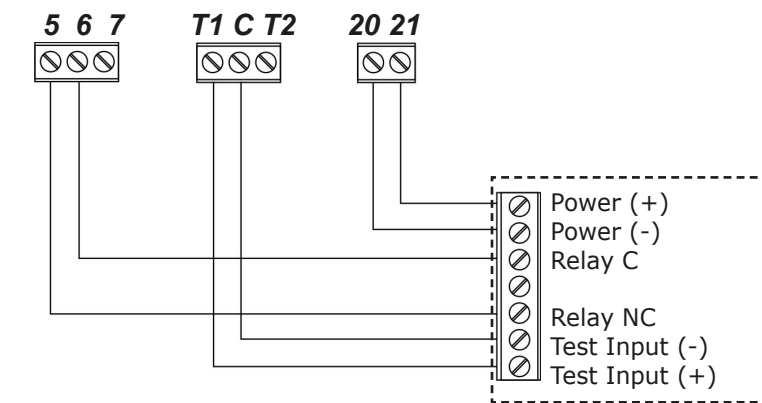 5 6 7 T1 C T2 20 21
Power (+)
Power (-)
Relay C
Relay NC
Test Input (-)
Test Input (+)